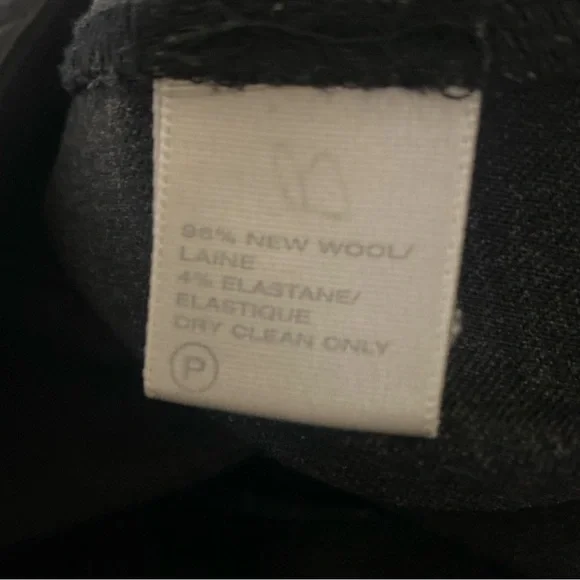 96% NEW WOOL/
LAINE
4% ELASTANE/
ELASTIQUE
DRY CLEAN ONLY
P